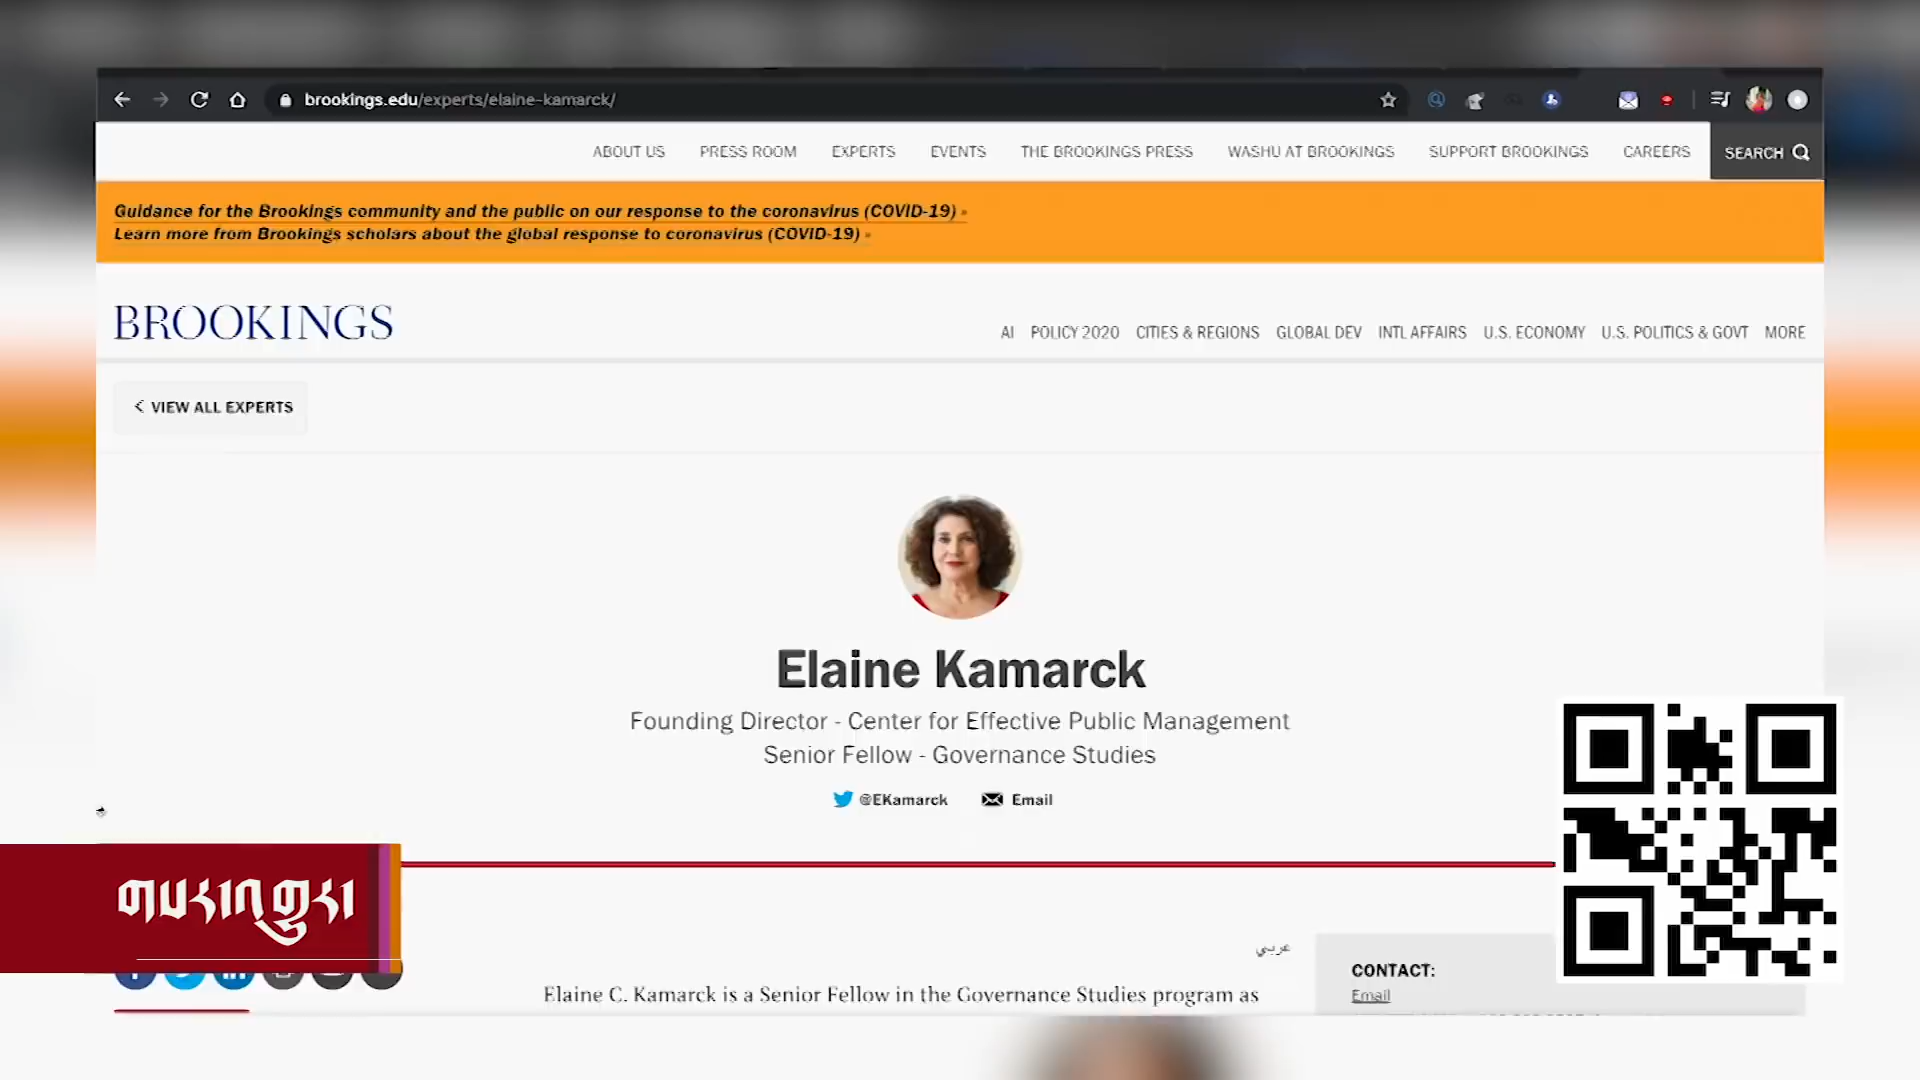 brookings.edu/experts/elaine-kamarck/
ABOUT US PRESS ROOM EXPERTS EVENTS THE BROOKINGS PRESS WASHU AT BROOKINGS SUPPORT BROOKINGS CAREERS SEARCH
Guidance for the Brookings community and the public on our response to the coronavirus (COVID-19) »
Learn more from Brookings scholars about the global response to coronavirus (COVID-19) »
BROOKINGS
AI POLICY 2020 CITES & REGIONS GLOBAL DEV INTL AFFAIRS U.S. ECONOMY U.S. POLITICS & GOVT MORE
VIEW ALL EXPERTS
Elaine Kamarck
Founding Director - Center for Effective Public Management
Senior Fellow - Governance Studies
@EKamarck Email
عربي
CONTACT:
Elaine C. Kamarck is a Senior Fellow in the Governance Studies program as
Email